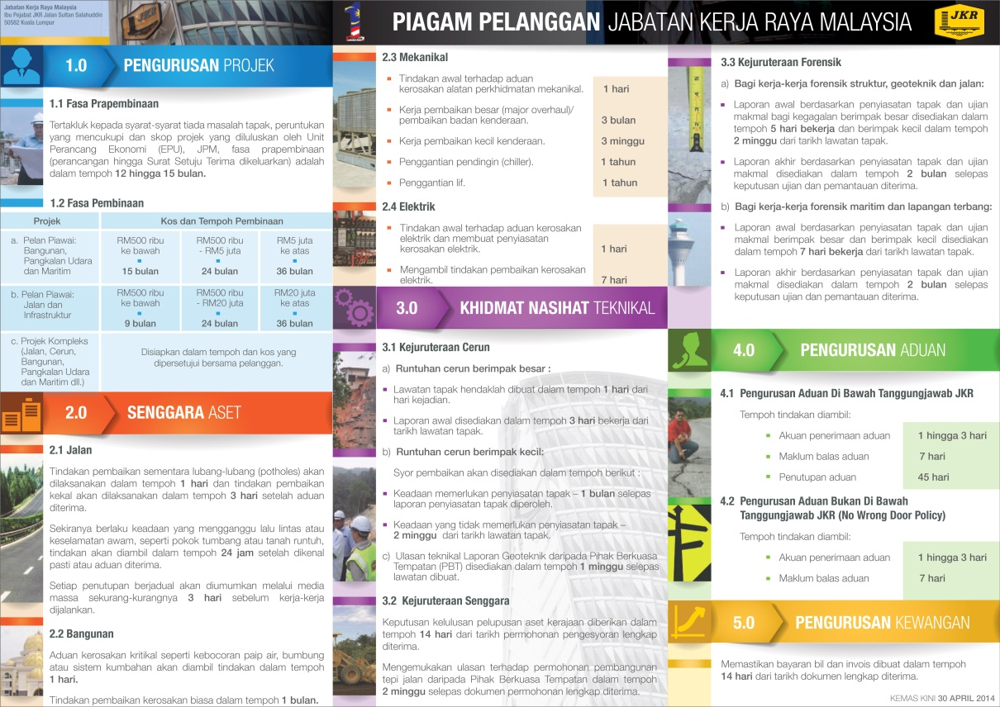 Jabatan Kerja Raya Malaysia
Ibu Pejabat JKR Jalan Sultan Salahuddin
50582 Kuala Lumpur
PIAGAM PELANGGAN JABATAN KERJA RAYA MALAYSIA
JKR
1.0 PENGURUSAN PROJEK
1.1 Fasa Prapembinaan
Tertakluk kepada syarat-syarat tiada masalah tapak, peruntukan
yang mencukupi dan skop projek yang diluluskan oleh Unit
Perancang Ekonomi (EPU), JPM, fasa prapembinaan
(perancangan hingga Surat Setuju Terima dikeluarkan) adalah
dalam tempoh 12 hingga 15 bulan.
1.2 Fasa Pembinaan
Projek
Kos dan Tempoh Pembinaan
a. Pelan Piawai:
Bangunan,
Pangkalan Udara
dan Maritim
RM500 ribu
ke bawah
15 bulan
RM500 ribu
- RM5 juta
24 bulan
RM5 juta
ke atas
36 bulan
b. Pelan Piawai:
Jalan dan
Infrastruktur
RM500 ribu
ke bawah
9 bulan
RM500 ribu
- RM20 juta
24 bulan
RM20 juta
ke atas
36 bulan
c. Projek Kompleks
(Jalan, Cerun,
Bangunan,
Pangkalan Udara
dan Maritim dll.)
Disiapkan dalam tempoh dan kos yang
dipersetujui bersama pelanggan.
2.0 SENGGARA ASET
2.1 Jalan
Tindakan pembaikan sementara lubang-lubang (potholes) akan
dilaksanakan dalam tempoh 1 hari dan tindakan pembaikan
kekal akan dilaksanakan dalam tempoh 3 hari setelah aduan
diterima.
Sekiranya berlaku keadaan yang mengganggu lalu lintas atau
keselamatan awam, seperti pokok tumbang atau tanah runtuh,
tindakan akan diambil dalam tempoh 24 jam setelah dikenal
pasti atau aduan diterima.
Setiap penutupan berjadual akan diumumkan melalui media
massa sekurang-kurangnya 3 hari sebelum kerja-kerja
dijalankan.
2.2 Bangunan
Aduan kerosakan kritikal seperti kebocoran paip air, bumbung
atau sistem kumbahan akan diambil tindakan dalam tempoh
1 hari.
Tindakan pembaikan kerosakan biasa dalam tempoh 1 bulan.
2.3 Mekanikal
Tindakan awal terhadap aduan
kerosakan alatan perkhidmatan mekanikal. 1 hari
Kerja pembaikan besar (major overhaul)/
pembaikan badan kenderaan. 3 bulan
Kerja pembaikan kecil kenderaan. 3 minggu
Penggantian pendingin (chiller). 1 tahun
Penggantian lif. 1 tahun
2.4 Elektrik
Tindakan awal terhadap aduan kerosakan
elektrik dan membuat penyiasatan
kerosakan elektrik. 1 hari
Mengambil tindakan pembaikan kerosakan
elektrik. 7 hari
3.0 KHIDMAT NASIHAT TEKNIKAL
3.1 Kejuruteraan Cerun
a) Runtuhan cerun berimpak besar :
Lawatan tapak hendaklah dibuat dalam tempoh 1 hari dari
hari kejadian.
Laporan awal disediakan dalam tempoh 3 hari bekerja dari
tarikh lawatan tapak.
b) Runtuhan cerun berimpak kecil:
Syor pembaikan akan disediakan dalam tempoh berikut :
Keadaan memerlukan penyiasatan tapak – 1 bulan selepas
laporan penyiasatan tapak diperoleh.
Keadaan yang tidak memerlukan penyiasatan tapak –
2 minggu dari tarikh lawatan tapak.
c) Ulasan teknikal Laporan Geoteknik daripada Pihak Berkuasa
Tempatan (PBT) disediakan dalam tempoh 1 minggu selepas
lawatan dibuat.
3.2 Kejuruteraan Senggara
Keputusan kelulusan pelupusan aset kerajaan diberikan dalam
tempoh 14 hari dari tarikh permohonan pengesyoran lengkap
diterima.
Mengemukakan ulasan terhadap permohonan pembangunan
tepi jalan daripada Pihak Berkuasa Tempatan dalam tempoh
2 minggu selepas dokumen permohonan lengkap diterima.
3.3 Kejuruteraan Forensik
a) Bagi kerja-kerja forensik struktur, geoteknik dan jalan:
Laporan awal berdasarkan penyiasatan tapak dan ujian
makmal bagi kegagalan berimpak besar disediakan dalam
tempoh 5 hari bekerja dan berimpak kecil dalam tempoh
2 minggu dari tarikh lawatan tapak.
Laporan akhir berdasarkan penyiasatan tapak dan ujian
makmal disediakan dalam tempoh 2 bulan selepas
keputusan ujian dan pemantauan diterima.
b) Bagi kerja-kerja forensik maritim dan lapangan terbang:
Laporan awal berdasarkan penyiasatan tapak dan ujian
makmal berimpak besar dan berimpak kecil disediakan
dalam tempoh 7 hari bekerja dari tarikh lawatan tapak.
Laporan akhir berdasarkan penyiasatan tapak dan ujian
makmal disediakan dalam tempoh 2 bulan selepas
keputusan ujian dan pemantauan diterima.
4.0 PENGURUSAN ADUAN
4.1 Pengurusan Aduan Di Bawah Tanggungjawab JKR
Tempoh tindakan diambil:
Akuan penerimaan aduan 1 hingga 3 hari
Maklum balas aduan 7 hari
Penutupan aduan 45 hari
4.2 Pengurusan Aduan Bukan Di Bawah
Tanggungjawab JKR (No Wrong Door Policy)
Tempoh tindakan diambil:
Akuan penerimaan aduan 1 hingga 3 hari
Maklum balas aduan 7 hari
5.0 PENGURUSAN KEWANGAN
Memastikan bayaran bil dan invois dibuat dalam tempoh
14 hari dari tarikh dokumen lengkap diterima.
KEMAS KINI 30 APRIL 2014